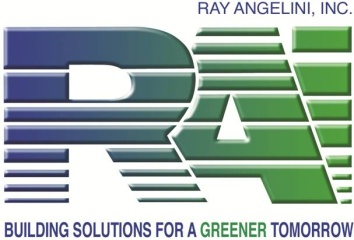 RAY ANGELINI, INC.
RAI
BUILDING SOLUTIONS FOR A GREENER TOMORROW